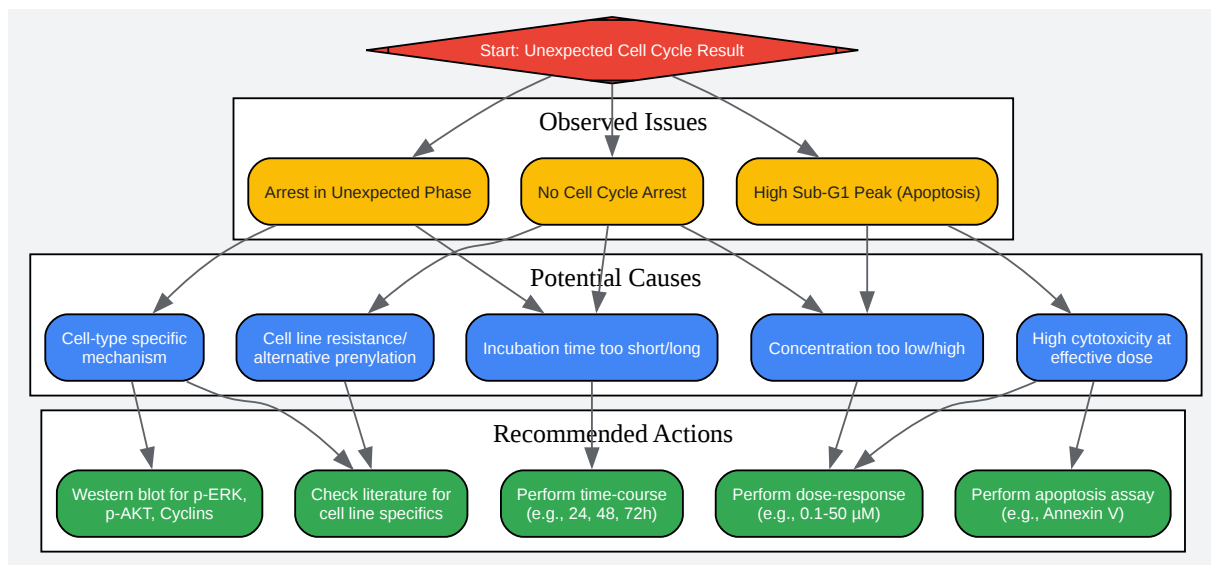 Start: Unexpected Cell Cycle Result
Observed Issues
Arrest in Unexpected Phase
No Cell Cycle Arrest
High Sub-G1 Peak (Apoptosis)
Potential Causes
Cell-type specific
mechanism
Cell line resistance/
alternative prenylation
Incubation time too short/long
Concentration too low/high
High cytotoxicity at
effective dose
Recommended Actions
Western blot for p-ERK,
p-AKT, Cyclins
Check literature for
cell line specifics
Perform time-course
(e.g., 24, 48, 72h)
Perform dose-response
(e.g., 0.1-50 µM)
Perform apoptosis assay
(e.g., Annexin V)